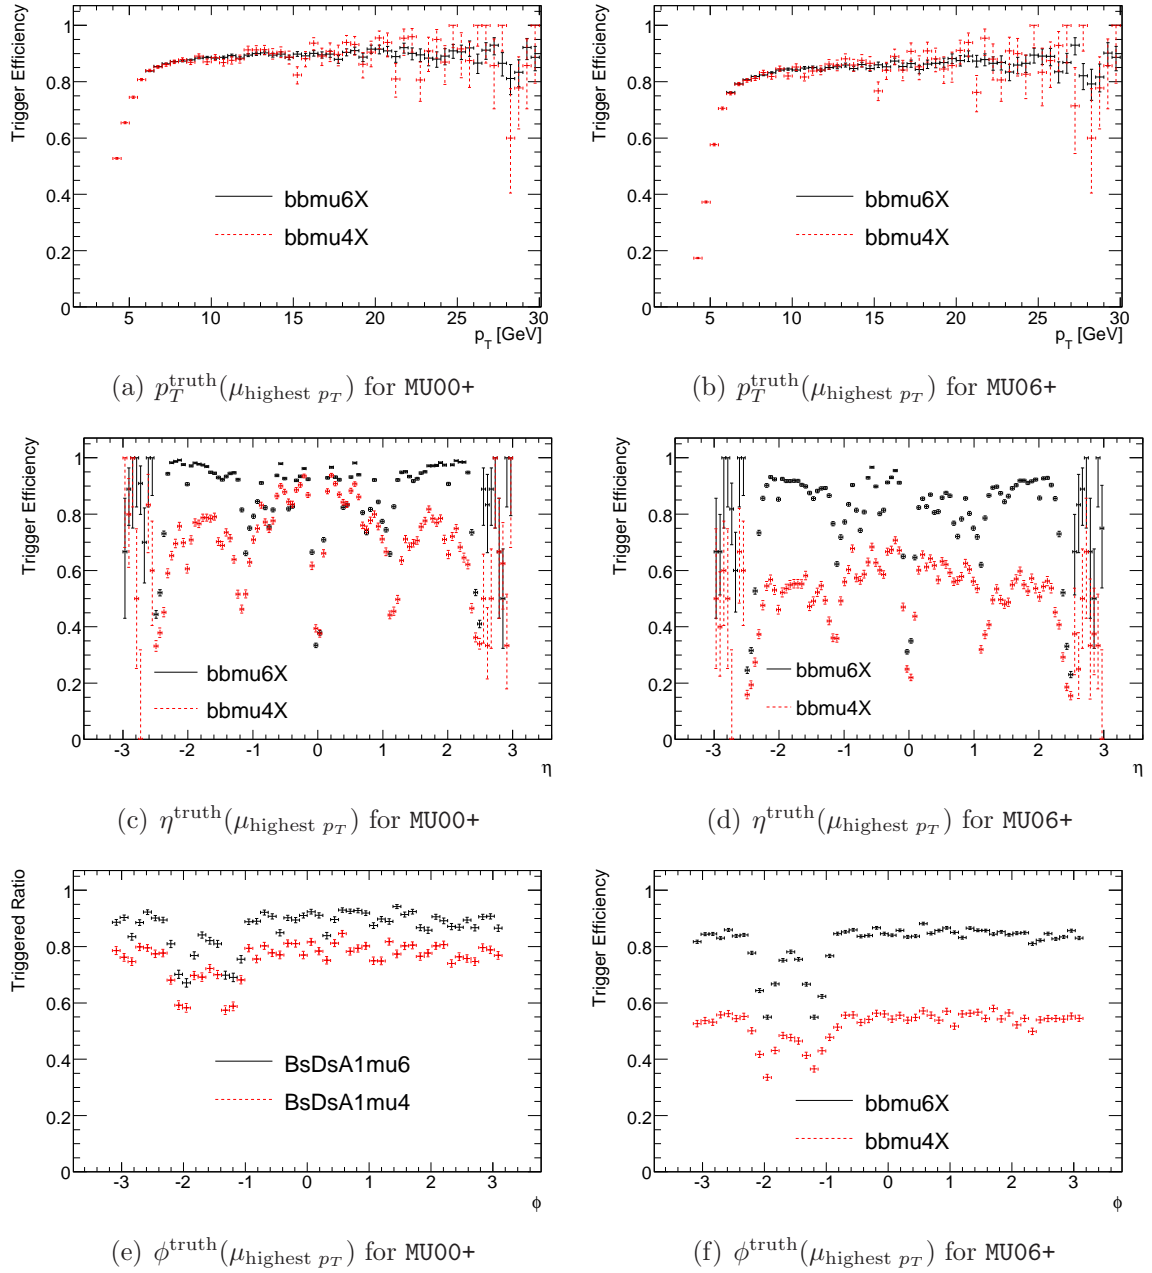 Trigger Efficiency
1
0.8
0.6
0.4
0.2
0
bbmu6X
bbmu4X
5 10 15 20 25 30
p_T [GeV]
(a) p_T^truth(μ_highest p_T) for MU00+
Trigger Efficiency
1
0.8
0.6
0.4
0.2
0
bbmu6X
bbmu4X
5 10 15 20 25 30
p_T [GeV]
(b) p_T^truth(μ_highest p_T) for MU06+
Trigger Efficiency
1
0.8
0.6
0.4
0.2
0
bbmu6X
bbmu4X
-3 -2 -1 0 1 2 3
η
(c) η^truth(μ_highest p_T) for MU00+
Trigger Efficiency
1
0.8
0.6
0.4
0.2
0
bbmu6X
bbmu4X
-3 -2 -1 0 1 2 3
η
(d) η^truth(μ_highest p_T) for MU06+
Triggered Ratio
1
0.8
0.6
0.4
0.2
0
BsDsA1mu6
BsDsA1mu4
-3 -2 -1 0 1 2 3
ϕ
(e) ϕ^truth(μ_highest p_T) for MU00+
Trigger Efficiency
1
0.8
0.6
0.4
0.2
0
bbmu6X
bbmu4X
-3 -2 -1 0 1 2 3
ϕ
(f) ϕ^truth(μ_highest p_T) for MU06+